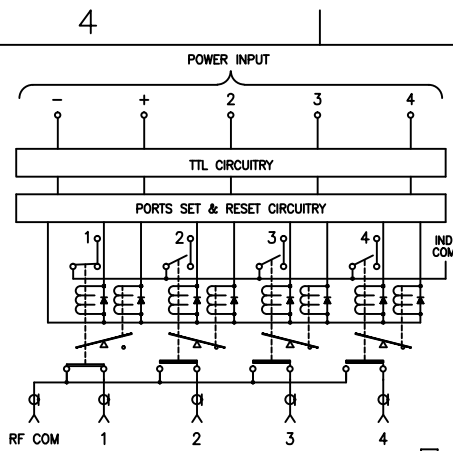 4
POWER INPUT
− + 2 3 4
TTL CIRCUITRY
PORTS SET & RESET CIRCUITRY
1 2 3 4
IND
COM
RF COM 1 2 3 4